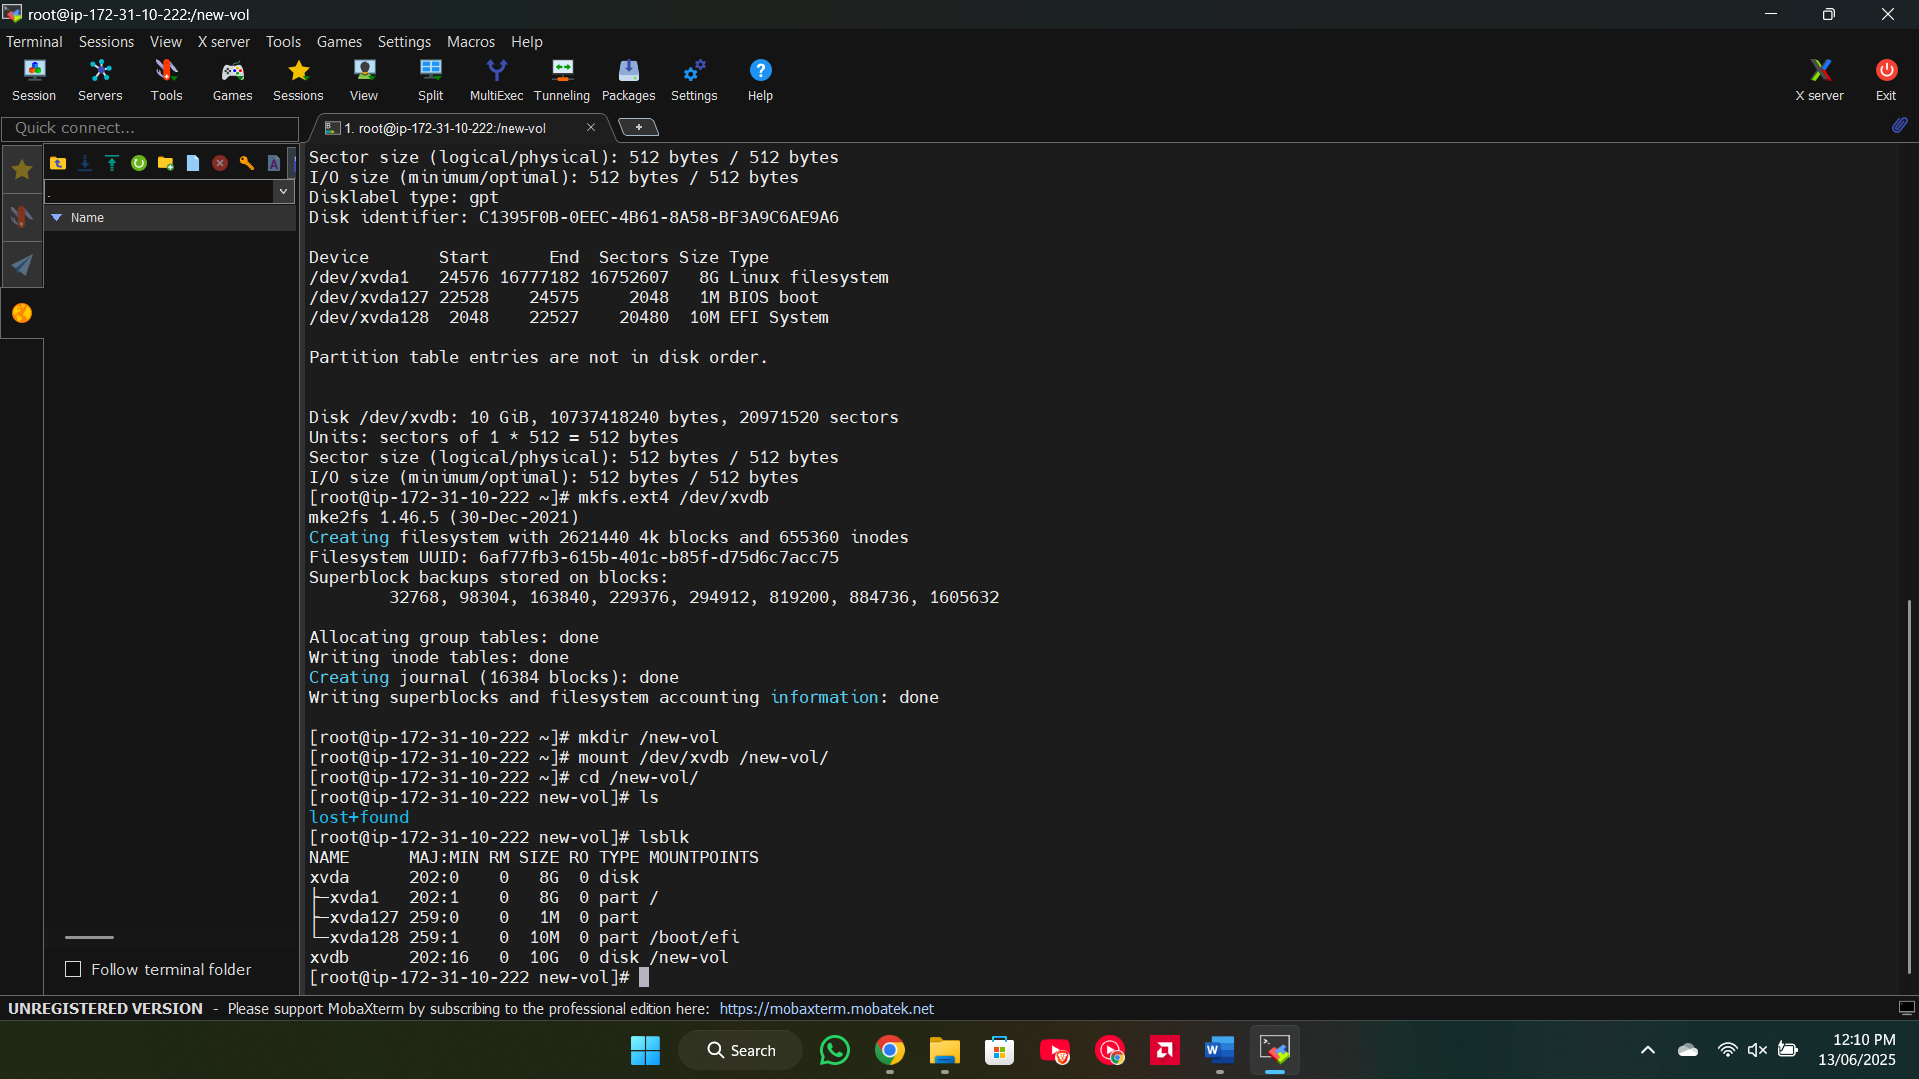 root@ip-172-31-10-222:/new-vol
Terminal Sessions View X server Tools Games Settings Macros Help
Session Servers Tools Games Sessions View Split MultiExec Tunneling Packages Settings Help X server Exit
Quick connect...
1. root@ip-172-31-10-222:/new-vol
.
Name
Sector size (logical/physical): 512 bytes / 512 bytes
I/O size (minimum/optimal): 512 bytes / 512 bytes
Disklabel type: gpt
Disk identifier: C1395F0B-0EEC-4B61-8A58-BF3A9C6AE9A6
Device       Start      End  Sectors Size Type
/dev/xvda1   24576 16777182 16752607   8G Linux filesystem
/dev/xvda127 22528    24575     2048   1M BIOS boot
/dev/xvda128  2048    22527    20480  10M EFI System
Partition table entries are not in disk order.
Disk /dev/xvdb: 10 GiB, 10737418240 bytes, 20971520 sectors
Units: sectors of 1 * 512 = 512 bytes
Sector size (logical/physical): 512 bytes / 512 bytes
I/O size (minimum/optimal): 512 bytes / 512 bytes
[root@ip-172-31-10-222 ~]# mkfs.ext4 /dev/xvdb
mke2fs 1.46.5 (30-Dec-2021)
Creating filesystem with 2621440 4k blocks and 655360 inodes
Filesystem UUID: 6af77fb3-615b-401c-b85f-d75d6c7acc75
Superblock backups stored on blocks:
32768, 98304, 163840, 229376, 294912, 819200, 884736, 1605632
Allocating group tables: done
Writing inode tables: done
Creating journal (16384 blocks): done
Writing superblocks and filesystem accounting information: done
[root@ip-172-31-10-222 ~]# mkdir /new-vol
[root@ip-172-31-10-222 ~]# mount /dev/xvdb /new-vol/
[root@ip-172-31-10-222 ~]# cd /new-vol/
[root@ip-172-31-10-222 new-vol]# ls
lost+found
[root@ip-172-31-10-222 new-vol]# lsblk
NAME      MAJ:MIN RM SIZE RO TYPE MOUNTPOINTS
xvda      202:0    0   8G  0 disk
├─xvda1   202:1    0   8G  0 part /
├─xvda127 259:0    0   1M  0 part
└─xvda128 259:1    0  10M  0 part /boot/efi
xvdb      202:16   0  10G  0 disk /new-vol
[root@ip-172-31-10-222 new-vol]#
Follow terminal folder
UNREGISTERED VERSION - Please support MobaXterm by subscribing to the professional edition here: https://mobaxterm.mobatek.net
Search
12:10 PM
13/06/2025